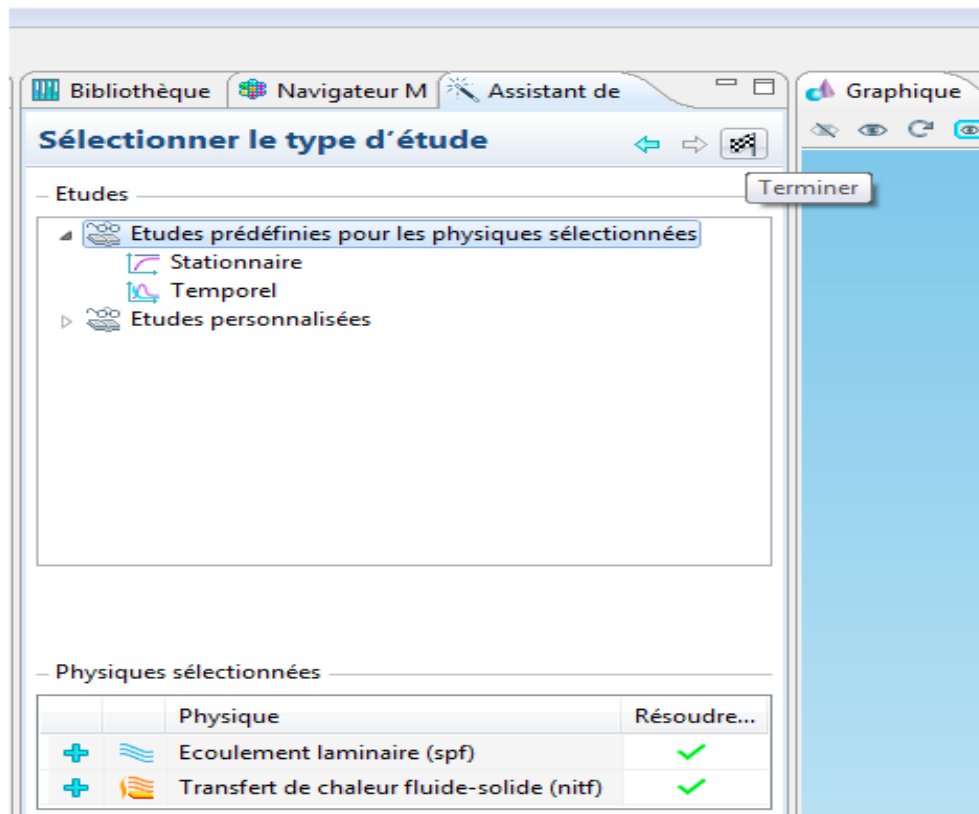 Bibliothèque Navigateur M Assistant de Graphique
Sélectionner le type d'étude
Terminer
Etudes
Etudes prédéfinies pour les physiques sélectionnées
Stationnaire
Temporel
Etudes personnalisées
Physiques sélectionnées
Physique Résoudre...
Ecoulement laminaire (spf)
Transfert de chaleur fluide-solide (nitf)